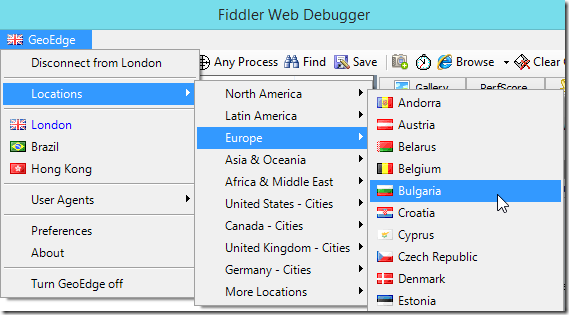 Fiddler Web Debugger
GeoEdge
Any Process Find Save Browse Clear
Gallery PerfScore
Disconnect from London
Locations
London
Brazil
Hong Kong
User Agents
Preferences
About
Turn GeoEdge off
North America
Latin America
Europe
Asia & Oceania
Africa & Middle East
United States - Cities
Canada - Cities
United Kingdom - Cities
Germany - Cities
More Locations
Andorra
Austria
Belarus
Belgium
Bulgaria
Croatia
Cyprus
Czech Republic
Denmark
Estonia